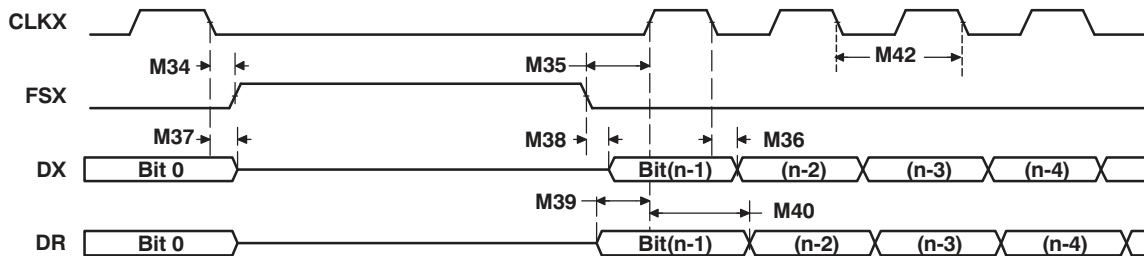 CLKX
M34
M35
M42
FSX
M37
M38
M36
DX
Bit 0
Bit(n-1)
(n-2)
(n-3)
(n-4)
M39
M40
DR
Bit 0
Bit(n-1)
(n-2)
(n-3)
(n-4)